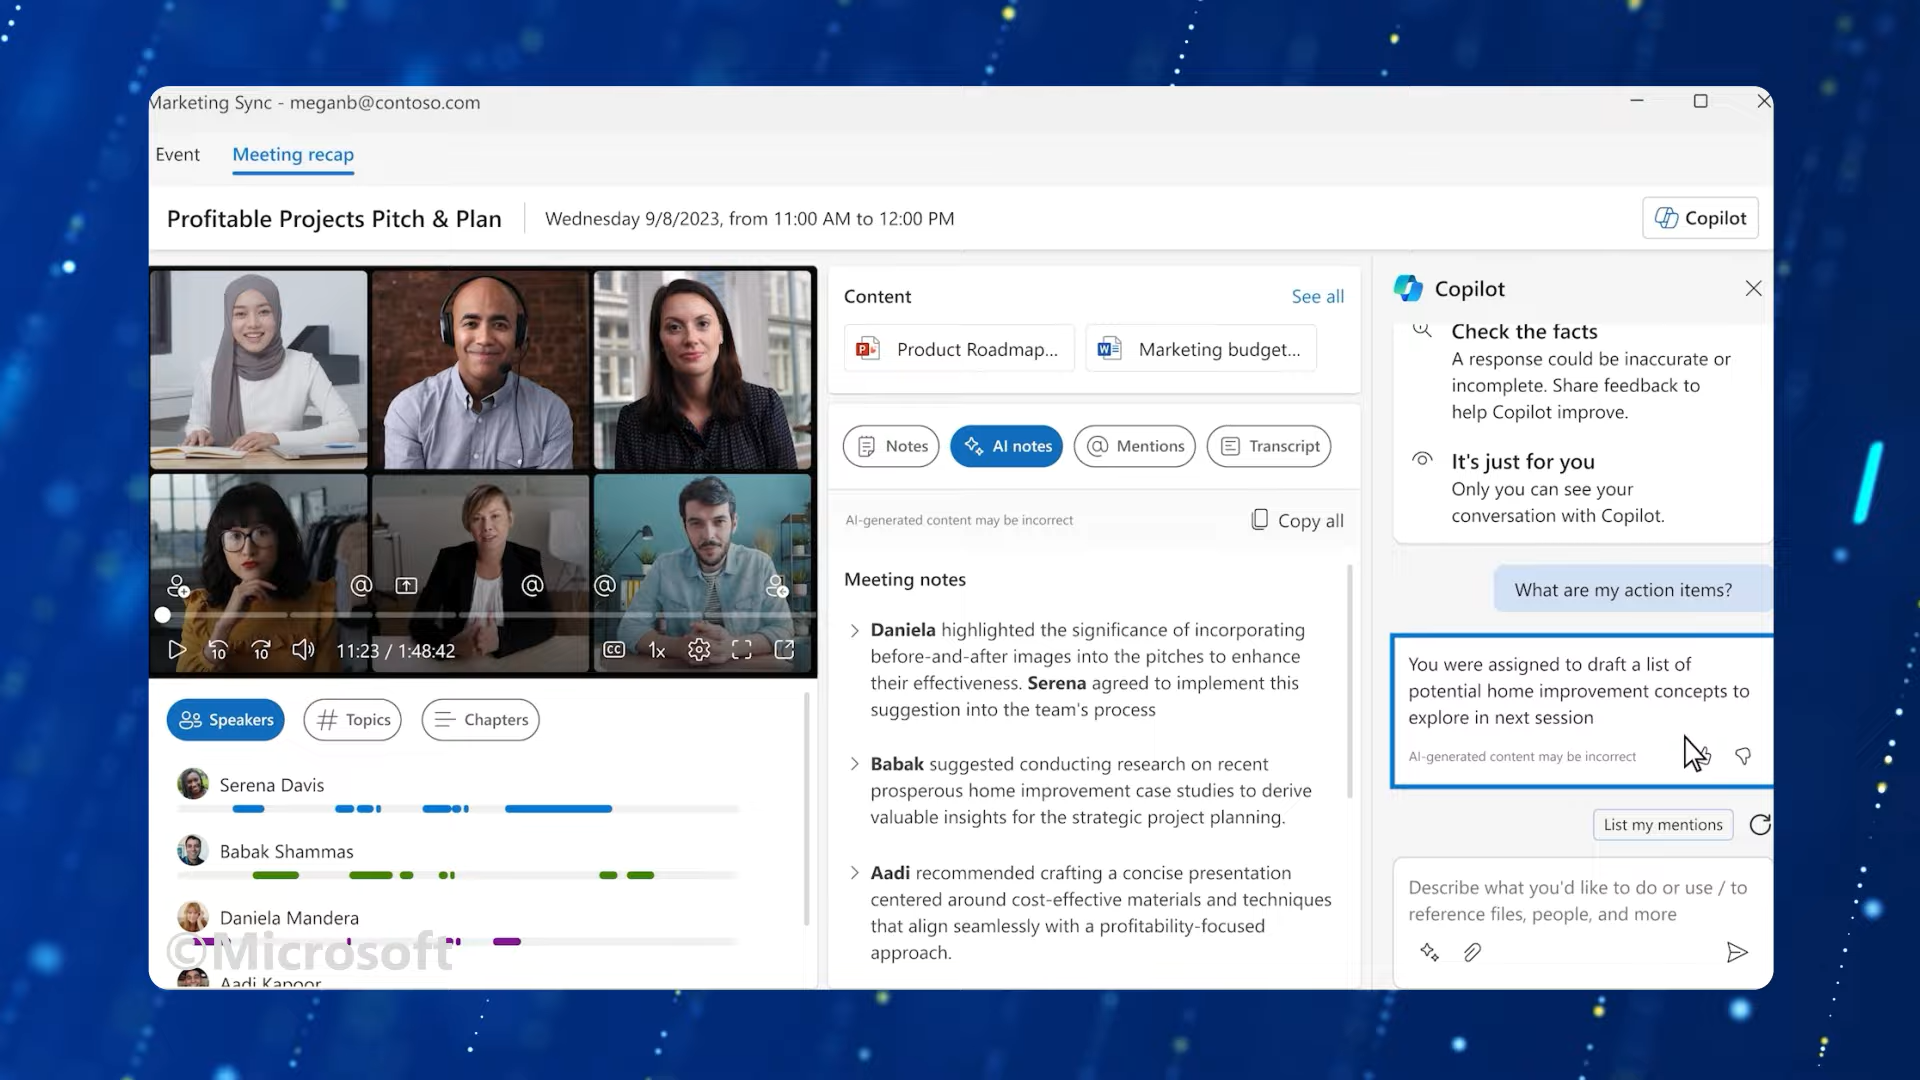 Marketing Sync - meganb@contoso.com
Event
Meeting recap
Profitable Projects Pitch & Plan
Wednesday 9/8/2023, from 11:00 AM to 12:00 PM
Copilot
10
10
11:23 / 1:48:42
CC
1x
Speakers
# Topics
Chapters
Serena Davis
Babak Shammas
Daniela Mandera
Aadi Kapoor
©Microsoft
Content
See all
Product Roadmap...
Marketing budget...
Notes
AI notes
@ Mentions
Transcript
AI-generated content may be incorrect
Copy all
Meeting notes
Daniela highlighted the significance of incorporating
before-and-after images into the pitches to enhance
their effectiveness. Serena agreed to implement this
suggestion into the team's process
Babak suggested conducting research on recent
prosperous home improvement case studies to derive
valuable insights for the strategic project planning.
Aadi recommended crafting a concise presentation
centered around cost-effective materials and techniques
that align seamlessly with a profitability-focused
approach.
Copilot
Check the facts
A response could be inaccurate or
incomplete. Share feedback to
help Copilot improve.
It's just for you
Only you can see your
conversation with Copilot.
What are my action items?
You were assigned to draft a list of
potential home improvement concepts to
explore in next session
AI-generated content may be incorrect
List my mentions
Describe what you'd like to do or use / to
reference files, people, and more